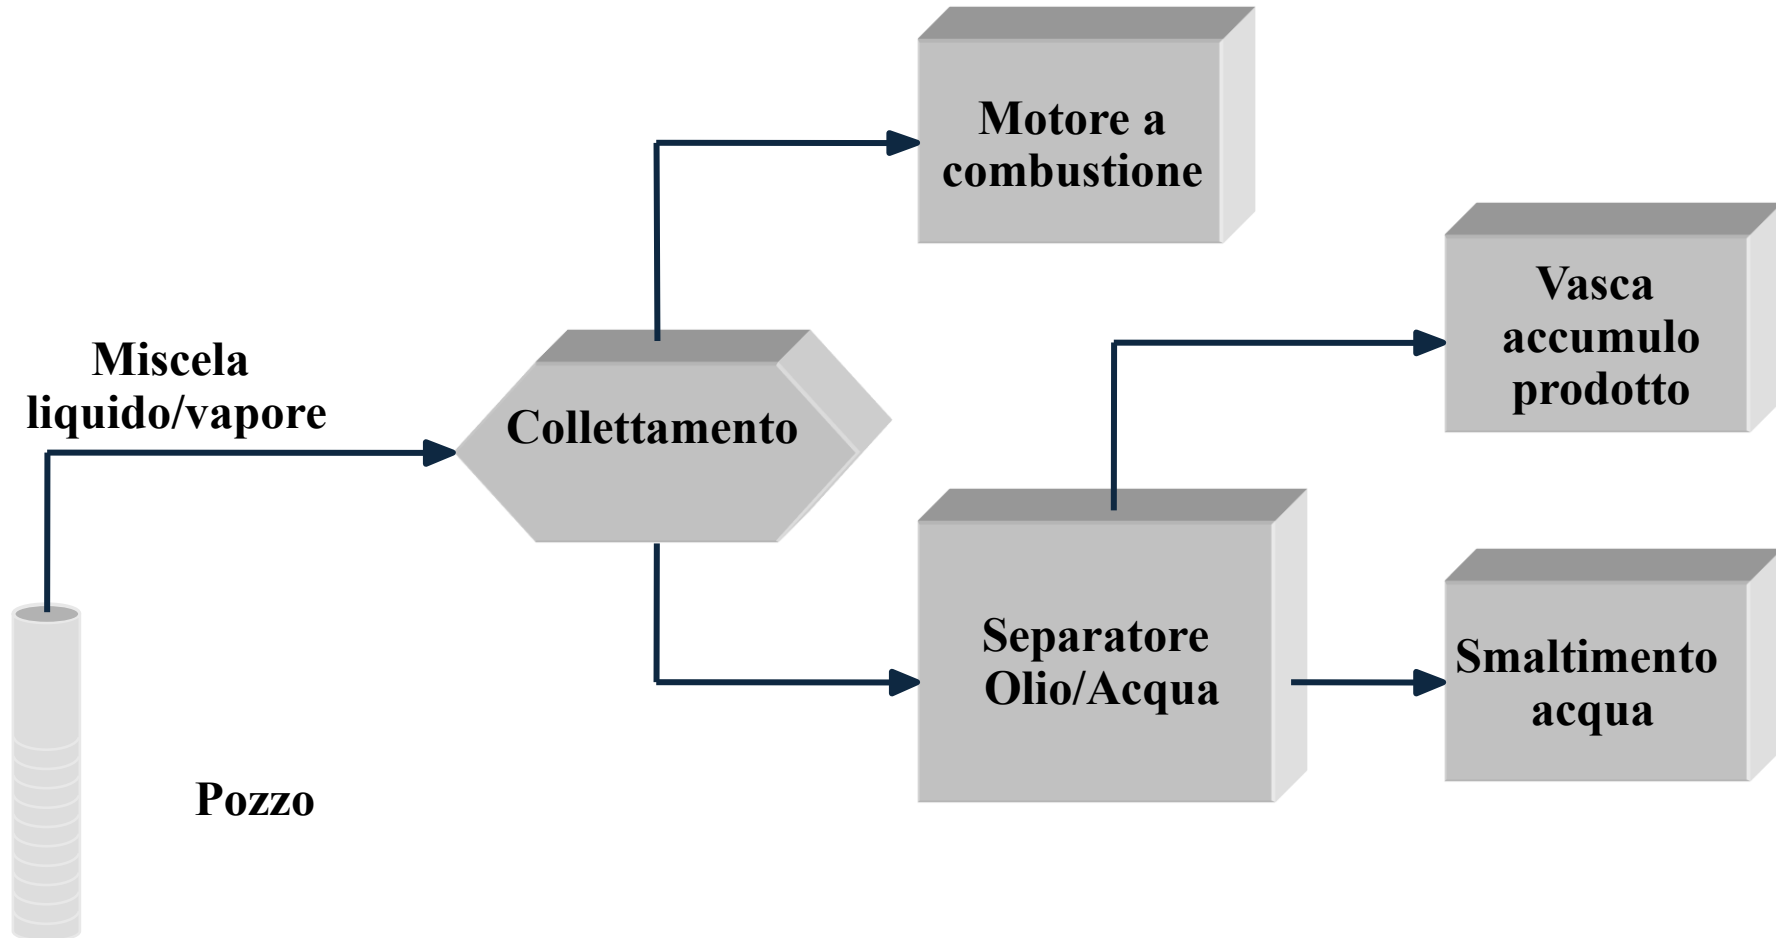 Motore a
combustione
Vasca
accumulo
prodotto
Miscela
liquido/vapore
Collettamento
Separatore
Olio/Acqua
Smaltimento
acqua
Pozzo